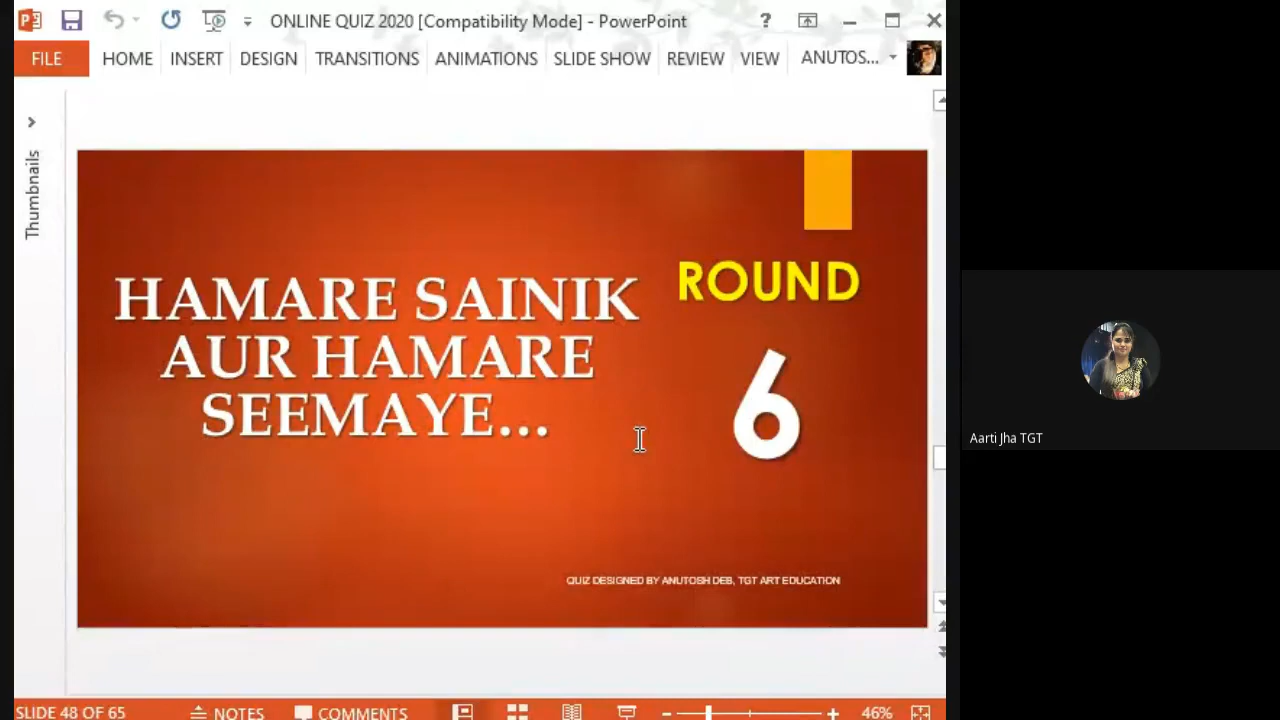 ONLINE QUIZ 2020 [Compatibility Mode] - PowerPoint
?
FILE HOME INSERT DESIGN TRANSITIONS ANIMATIONS SLIDE SHOW REVIEW VIEW ANUTOS...
Thumbnails
HAMARE SAINIK
AUR HAMARE
SEEMAYE...
ROUND
6
QUIZ DESIGNED BY ANUTOSH DEB, TGT ART EDUCATION
Aarti Jha TGT
SLIDE 48 OF 65 NOTES COMMENTS - + 46%